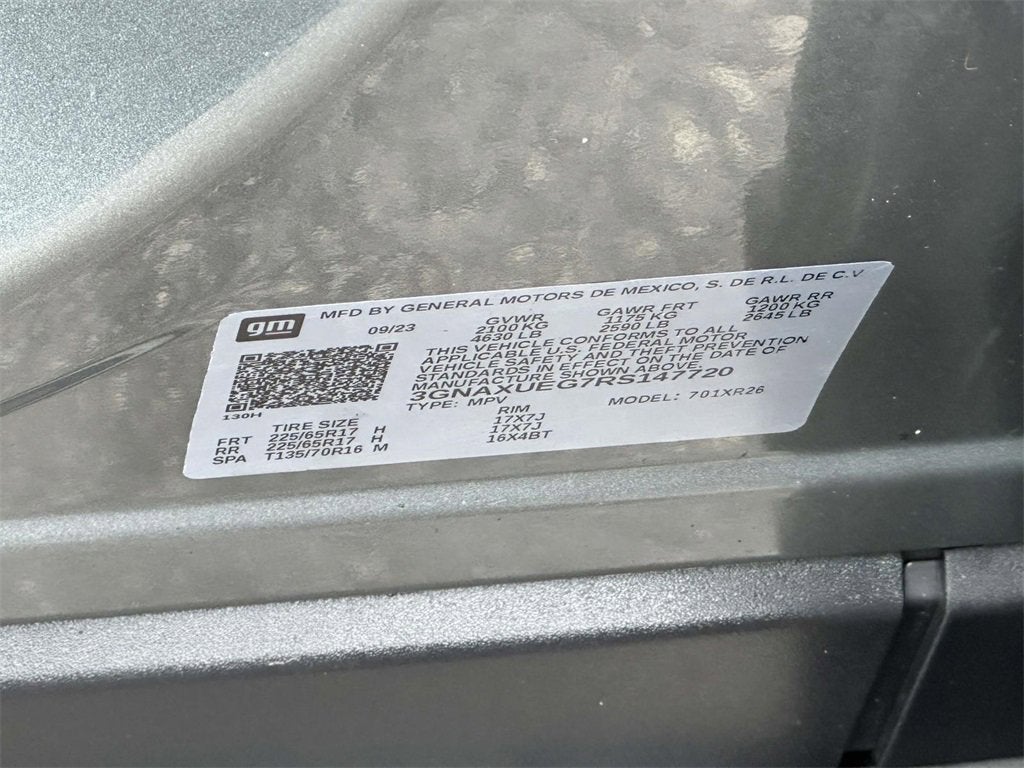 gm MFD BY GENERAL MOTORS DE MEXICO, S. DE R.L. DE C.V
09/23 GVWR GAWR FRT GAWR RR
2100 KG 1175 KG 1200 KG
4630 LB 2590 LB 2645 LB
THIS VEHICLE CONFORMS TO ALL
APPLICABLE U.S. FEDERAL MOTOR
VEHICLE SAFETY AND THEFT PREVENTION
STANDARDS IN EFFECT ON THE DATE OF
MANUFACTURE SHOWN ABOVE.
3GNAXUEG7RS147720
TYPE: MPV MODEL: 701XR26
130H
TIRE SIZE RIM
FRT 225/65R17 H 17X7J
RR 225/65R17 H 17X7J
SPA T135/70R16 M 16X4BT